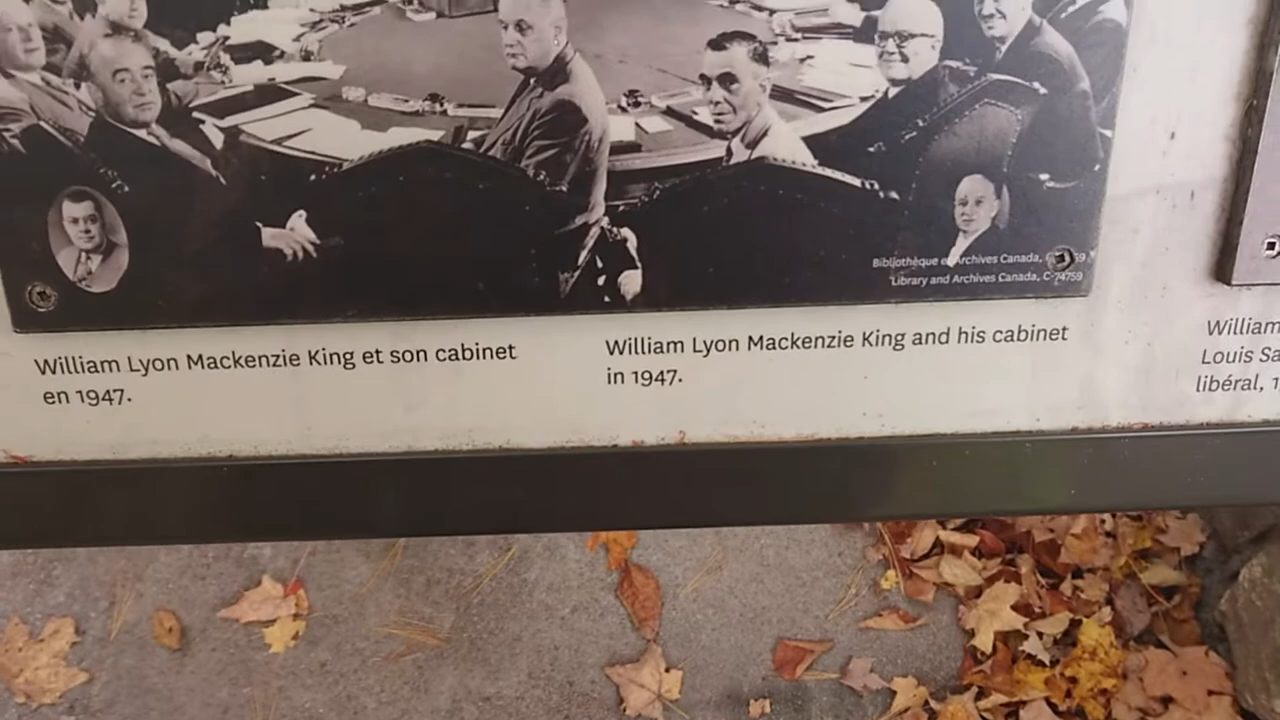 Bibliothèque et Archives Canada,
Library and Archives Canada, C-74759
William Lyon Mackenzie King et son cabinet
en 1947.
William Lyon Mackenzie King and his cabinet
in 1947.
William
Louis Sa
libéral, 1